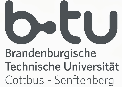 b-tu
Brandenburgische
Technische Universität
Cottbus - Senftenberg